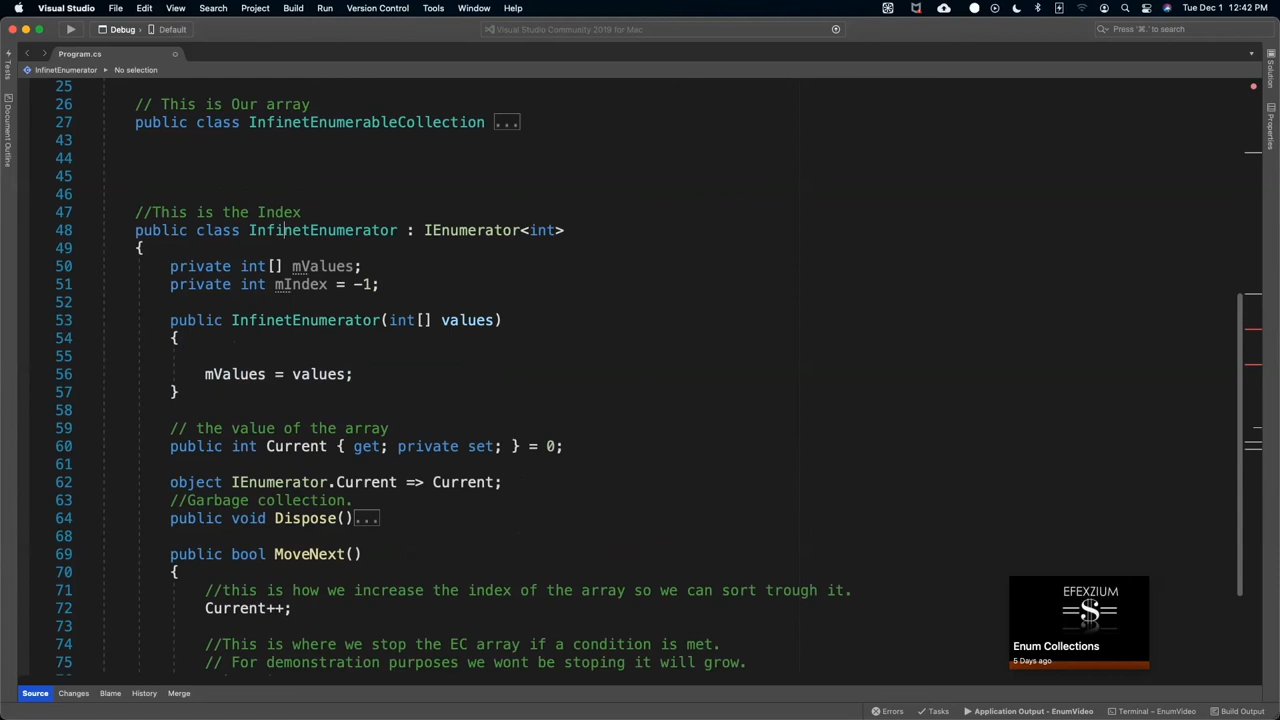 Visual Studio File Edit View Search Project Build Run Version Control Tools Window Help Tue Dec 1 12:42 PM
Debug Default Visual Studio Community 2019 for Mac Press '⌘.' to search
Program.cs
InfinetEnumerator No selection
Tests
Document Outline
Solution
Properties
25
26 // This is Our array
27 public class InfinetEnumerableCollection ...
43
44
45
46
47 //This is the Index
48 public class InfinetEnumerator : IEnumerator<int>
49 {
50 private int[] mValues;
51 private int mIndex = -1;
52
53 public InfinetEnumerator(int[] values)
54 {
55
56 mValues = values;
57 }
58
59 // the value of the array
60 public int Current { get; private set; } = 0;
61
62 object IEnumerator.Current => Current;
63 //Garbage collection.
64 public void Dispose()...
68
69 public bool MoveNext()
70 {
71 //this is how we increase the index of the array so we can sort trough it.
72 Current++;
73
74 //This is where we stop the EC array if a condition is met.
75 // For demonstration purposes we wont be stoping it will grow.
EFEXZIUM
Enum Collections
5 Days ago
Source Changes Blame History Merge
Errors Tasks Application Output - EnumVideo Terminal – EnumVideo Build Output